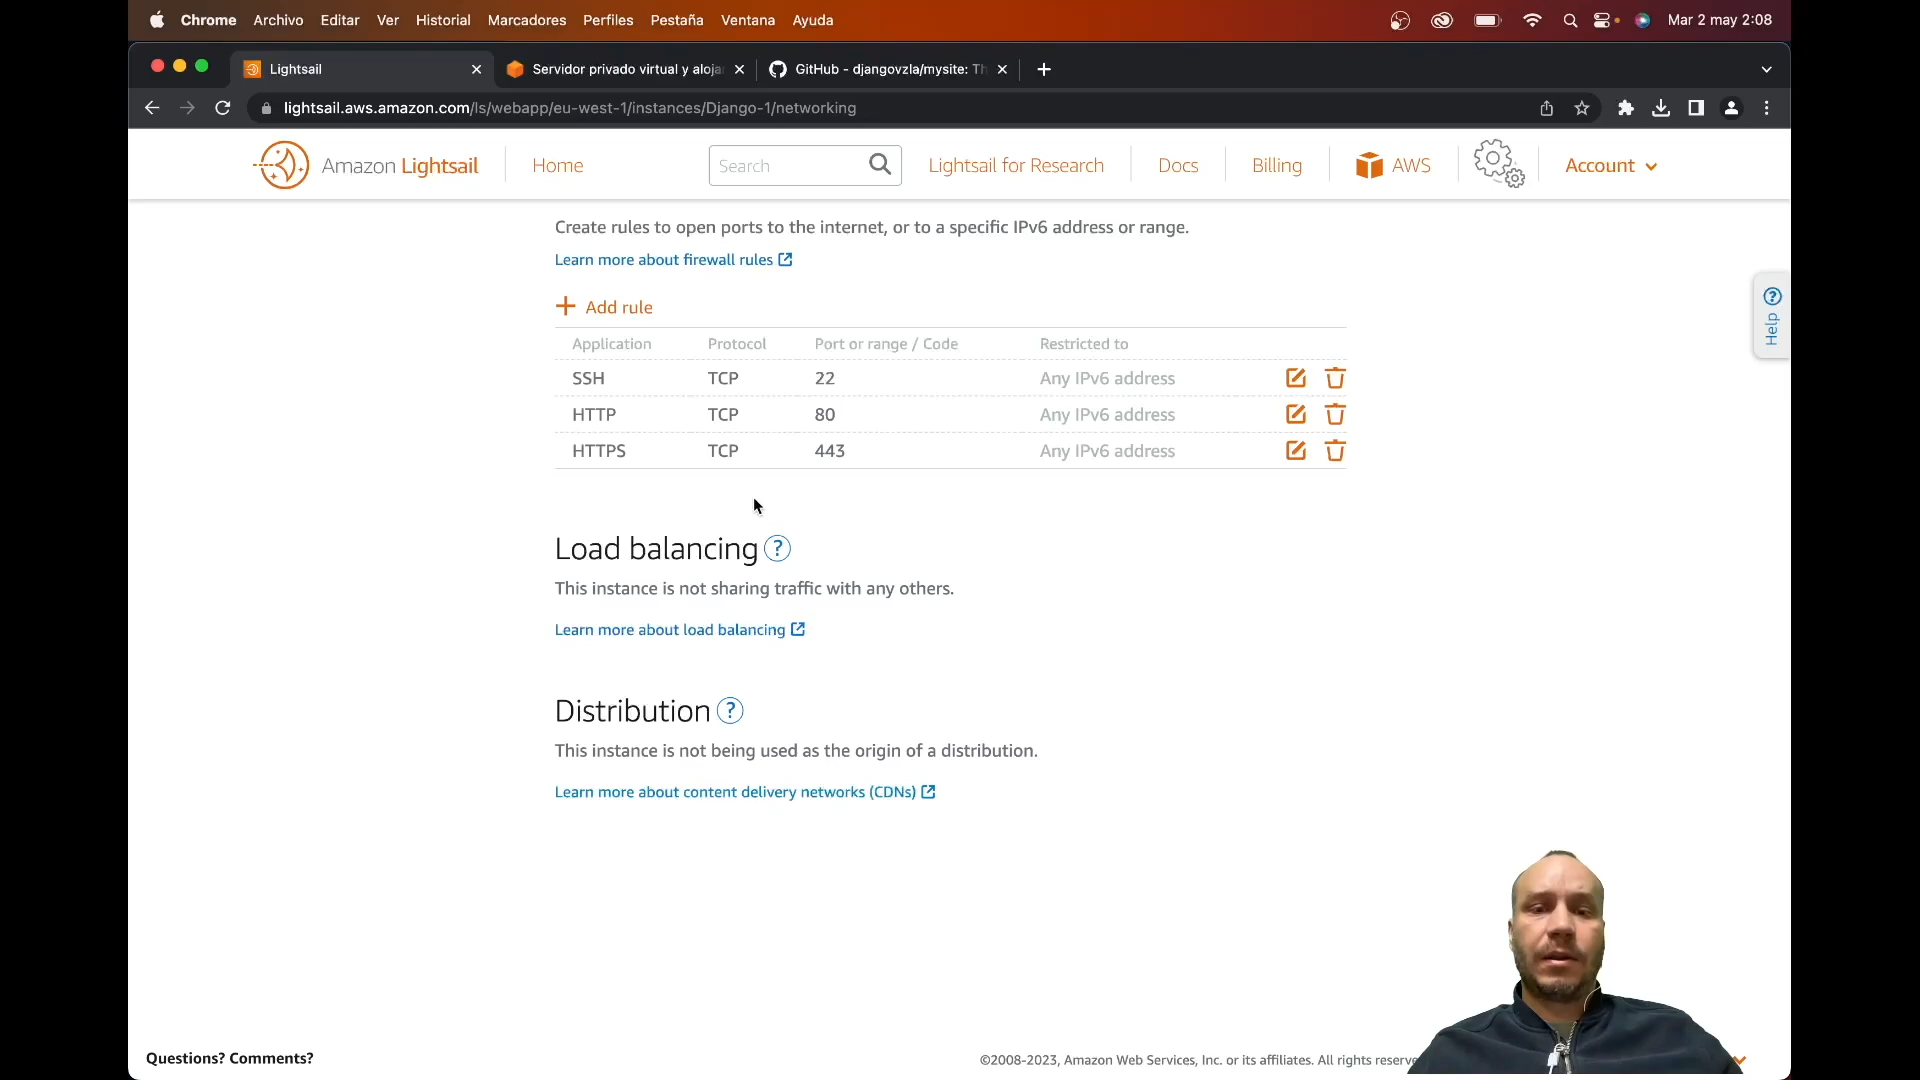 Chrome Archivo Editar Ver Historial Marcadores Perfiles Pestaña Ventana Ayuda Mar 2 may 2:08
Lightsail Servidor privado virtual y aloja GitHub - djangovzla/mysite: Th
lightsail.aws.amazon.com/ls/webapp/eu-west-1/instances/Django-1/networking
Amazon Lightsail Home Search Lightsail for Research Docs Billing AWS Account
Create rules to open ports to the internet, or to a specific IPv6 address or range.
Learn more about firewall rules
Help
+ Add rule
Application Protocol Port or range / Code Restricted to
SSH TCP 22 Any IPv6 address
HTTP TCP 80 Any IPv6 address
HTTPS TCP 443 Any IPv6 address
Load balancing ?
This instance is not sharing traffic with any others.
Learn more about load balancing
Distribution ?
This instance is not being used as the origin of a distribution.
Learn more about content delivery networks (CDNs)
Questions? Comments? ©2008-2023, Amazon Web Services, Inc. or its affiliates. All rights reserve